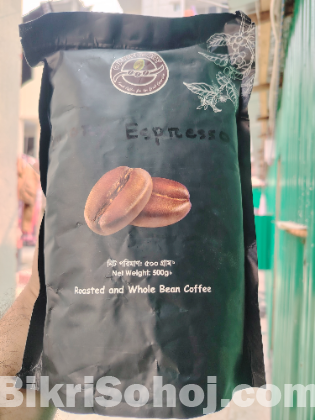 Espresso
নিট পরিমাণ: ৫০০ গ্রাম±
Net Weight: 500g±
Roasted and Whole Bean Coffee
BikriSohoj.com